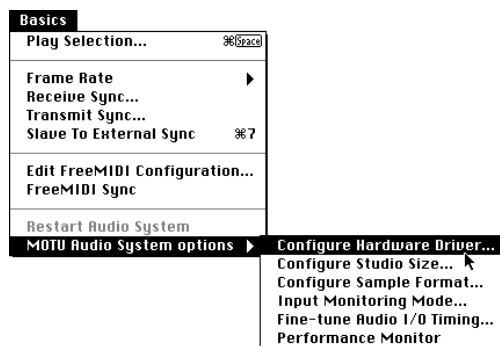 Basics
Play Selection... ⌘Space
Frame Rate ▶
Receive Sync...
Transmit Sync...
Slave To External Sync ⌘7
Edit FreeMIDI Configuration...
FreeMIDI Sync
Restart Audio System
MOTU Audio System options ▶
Configure Hardware Driver...
Configure Studio Size...
Configure Sample Format...
Input Monitoring Mode...
Fine-tune Audio I/O Timing...
Performance Monitor